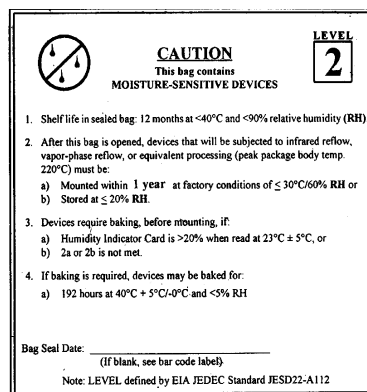 LEVEL
2
CAUTION
This bag contains
MOISTURE-SENSITIVE DEVICES
1. Shelf life in sealed bag: 12 months at <40°C and <90% relative humidity (RH)
2. After this bag is opened, devices that will be subjected to infrared reflow,
vapor-phase reflow, or equivalent processing (peak package body temp.
220°C) must be:
a) Mounted within 1 year at factory conditions of ≤ 30°C/60% RH or
b) Stored at ≤ 20% RH.
3. Devices require baking, before mounting, if:
a) Humidity Indicator Card is >20% when read at 23°C ± 5°C, or
b) 2a or 2b is not met.
4. If baking is required, devices may be baked for:
a) 192 hours at 40°C + 5°C/-0°C and <5% RH
Bag Seal Date:
(If blank, see bar code label)
Note: LEVEL defined by EIA JEDEC Standard JESD22-A112